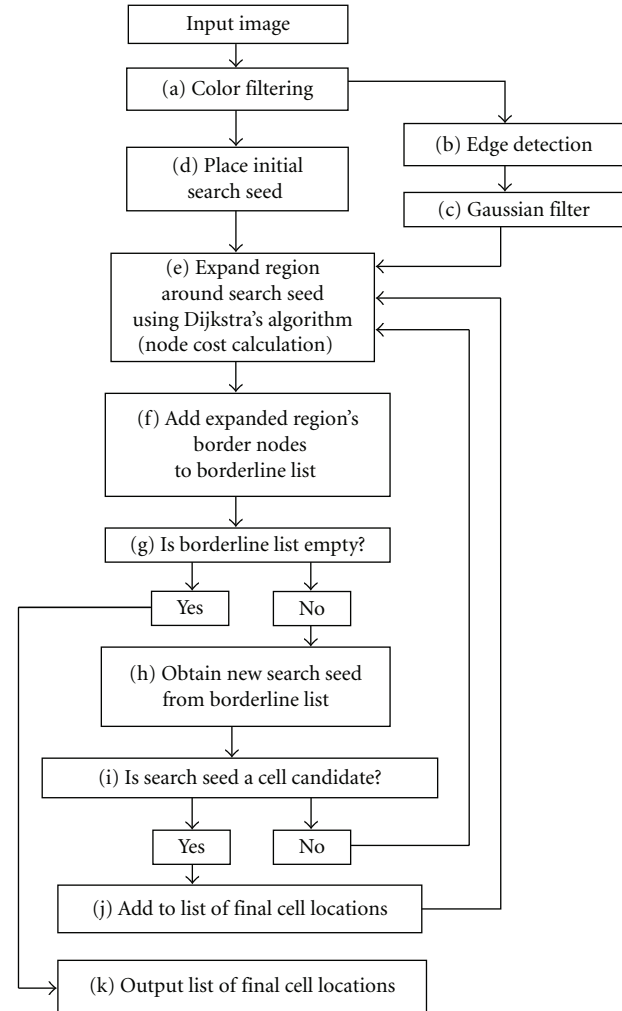 Input image
(a) Color filtering
(b) Edge detection
(d) Place initial
search seed
(c) Gaussian filter
(e) Expand region
around search seed
using Dijkstra's algorithm
(node cost calculation)
(f) Add expanded region's
border nodes
to borderline list
(g) Is borderline list empty?
Yes
No
(h) Obtain new search seed
from borderline list
(i) Is search seed a cell candidate?
Yes
No
(j) Add to list of final cell locations
(k) Output list of final cell locations